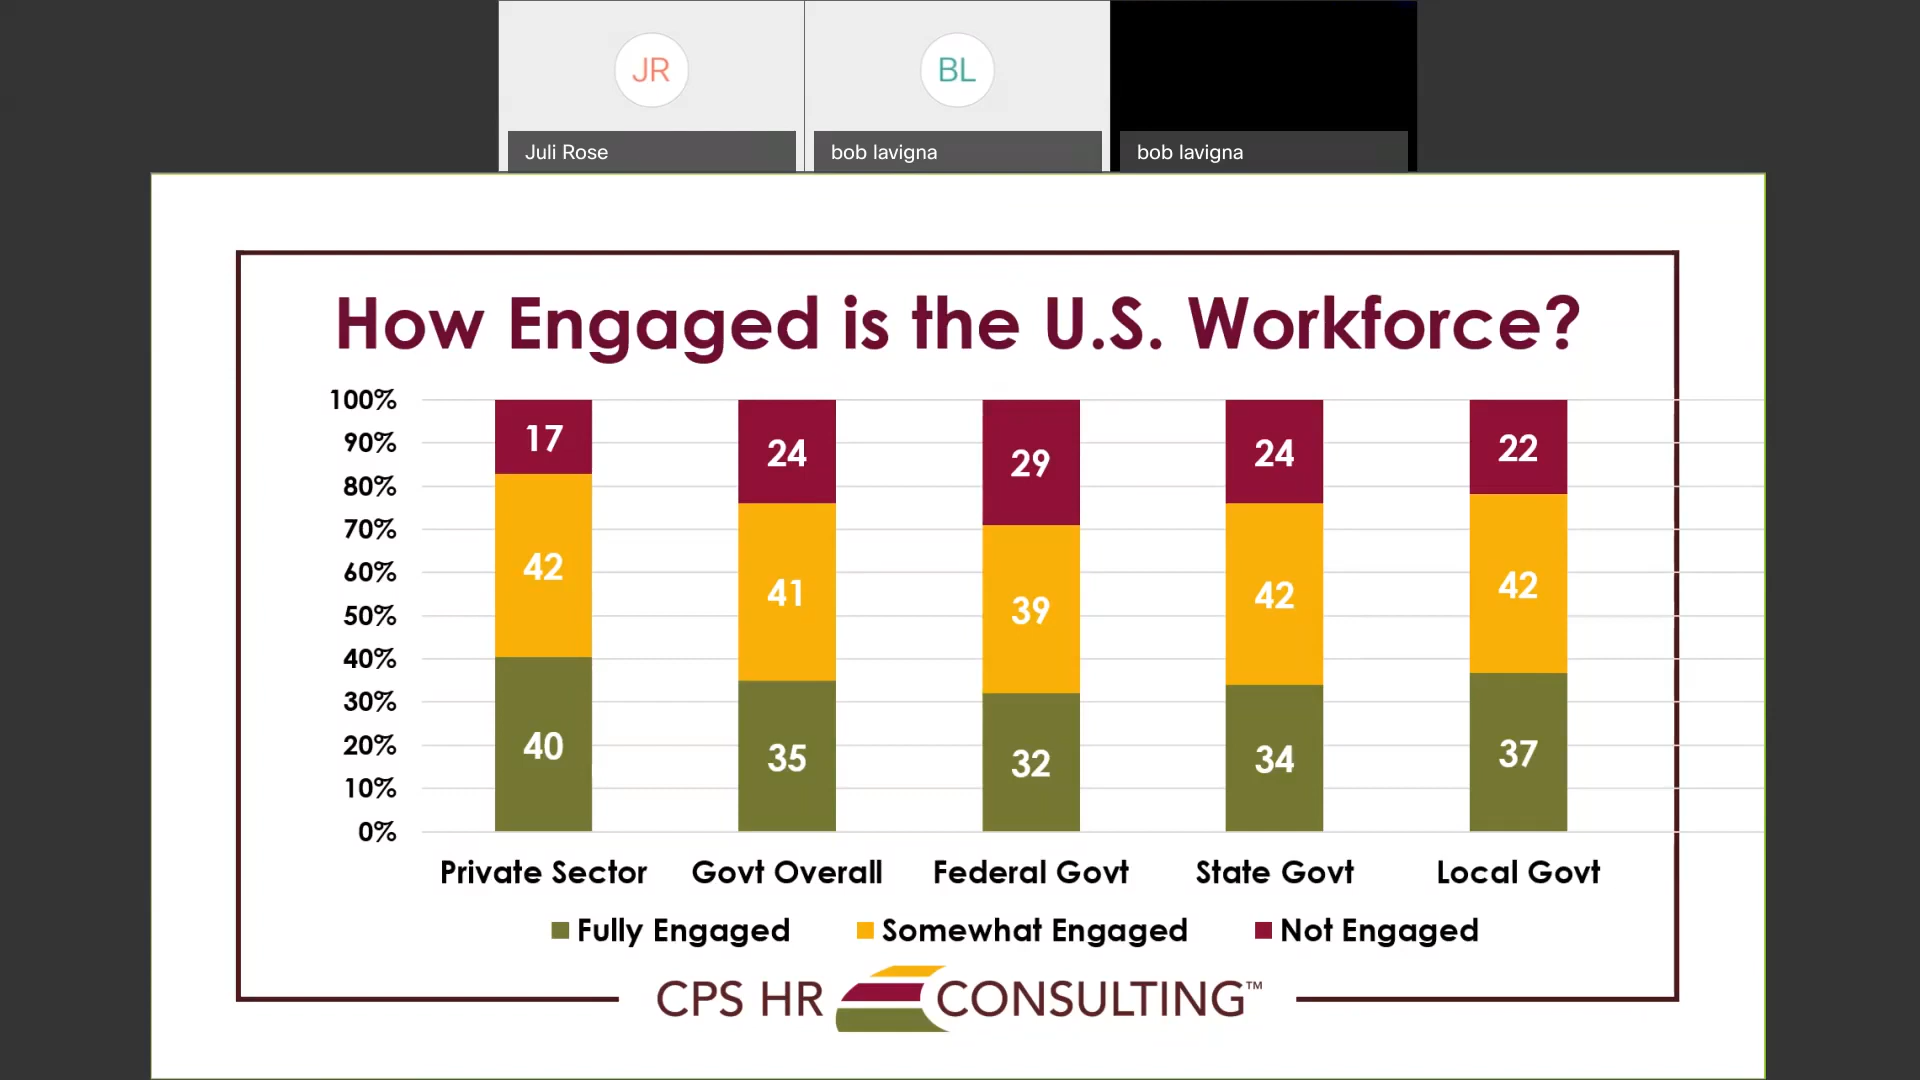 JR
BL
Juli Rose
bob lavigna
bob lavigna
How Engaged is the U.S. Workforce?
100%
90%
80%
70%
60%
50%
40%
30%
20%
10%
0%
17
24
29
24
22
42
41
39
42
42
40
35
32
34
37
Private Sector
Govt Overall
Federal Govt
State Govt
Local Govt
Fully Engaged
Somewhat Engaged
Not Engaged
CPS HR CONSULTING™